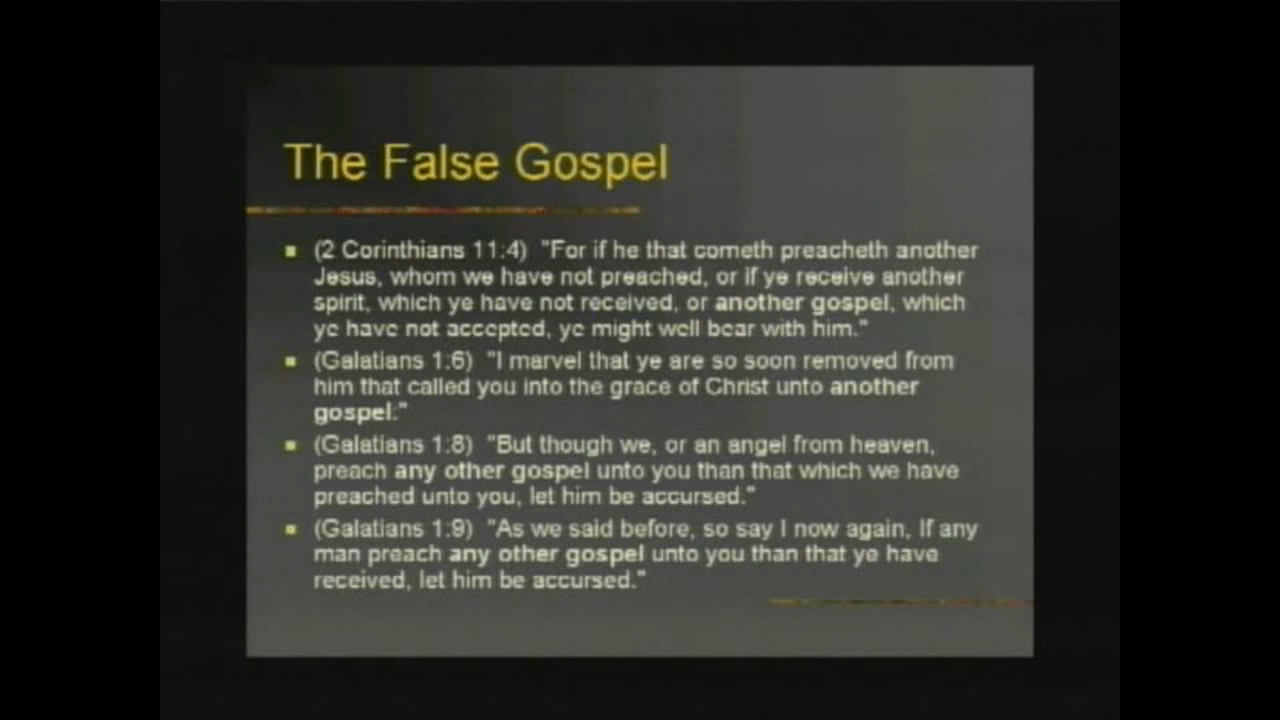 The False Gospel
(2 Corinthians 11:4) "For if he that cometh preacheth another
Jesus, whom we have not preached, or if ye receive another
spirit, which ye have not received, or another gospel, which
ye have not accepted, ye might well bear with him."
(Galatians 1:6) "I marvel that ye are so soon removed from
him that called you into the grace of Christ unto another
gospel:"
(Galatians 1:8) "But though we, or an angel from heaven,
preach any other gospel unto you than that which we have
preached unto you, let him be accursed."
(Galatians 1:9) "As we said before, so say I now again, If any
man preach any other gospel unto you than that ye have
received, let him be accursed."